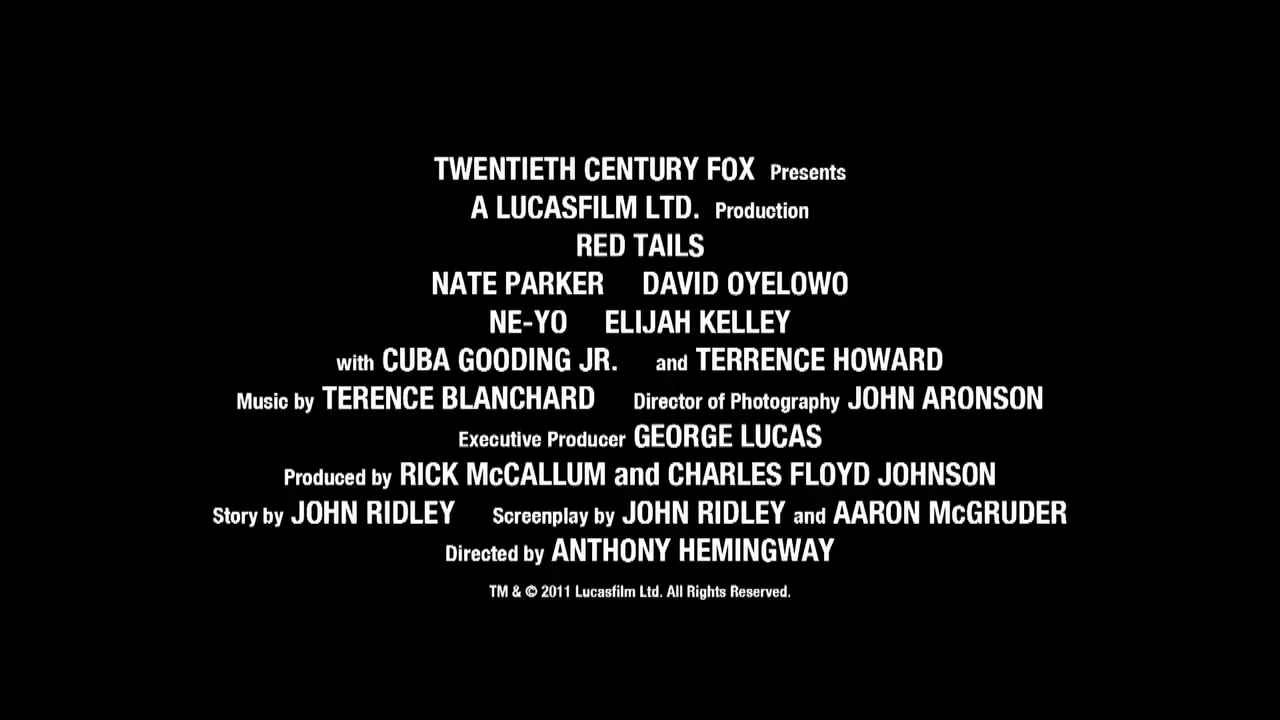 TWENTIETH CENTURY FOX Presents
A LUCASFILM LTD. Production
RED TAILS
NATE PARKER DAVID OYELOWO
NE-YO ELIJAH KELLEY
with CUBA GOODING JR. and TERRENCE HOWARD
Music by TERENCE BLANCHARD Director of Photography JOHN ARONSON
Executive Producer GEORGE LUCAS
Produced by RICK McCALLUM and CHARLES FLOYD JOHNSON
Story by JOHN RIDLEY Screenplay by JOHN RIDLEY and AARON McGRUDER
Directed by ANTHONY HEMINGWAY
TM & © 2011 Lucasfilm Ltd. All Rights Reserved.